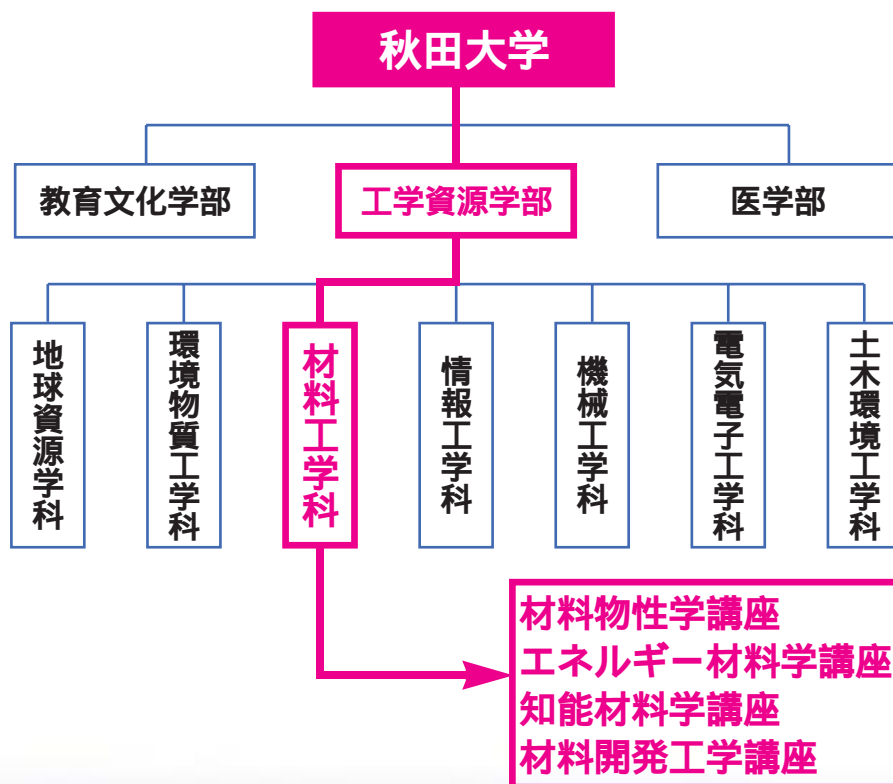 秋田大学
教育文化学部
工学資源学部
医学部
地球資源学科
環境物質工学科
材料工学科
情報工学科
機械工学科
電気電子工学科
土木環境工学科
材料物性学講座
エネルギー材料学講座
知能材料学講座
材料開発工学講座